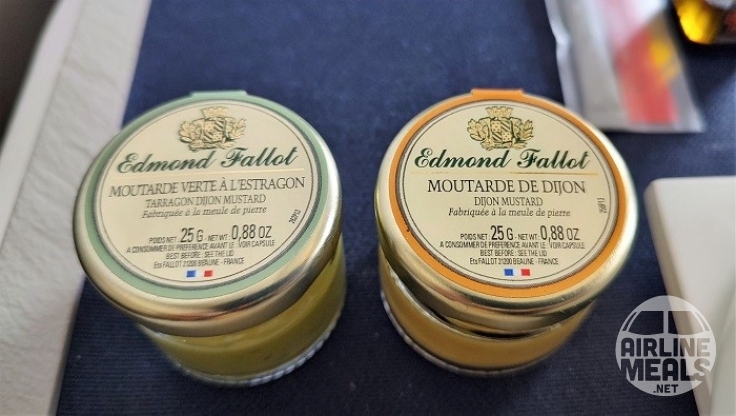 Edmond Fallot
MOUTARDE VERTE À L'ESTRAGON
TARRAGON DIJON MUSTARD
Fabriquée à la meule de pierre
POIDS NET : 25 G - NET WT : 0,88 OZ
A CONSOMMER DE PREFERENCE AVANT LE : VOIR CAPSULE
BEST BEFORE : SEE THE LID
Ets FALLOT 21200 BEAUNE - FRANCE
Edmond Fallot
MOUTARDE DE DIJON
DIJON MUSTARD
Fabriquée à la meule de pierre
POIDS NET : 25 G - NET WT : 0,88 OZ
A CONSOMMER DE PREFERENCE AVANT LE : VOIR CAPSULE
BEST BEFORE : SEE THE LID
Ets FALLOT 21200 BEAUNE - FRANCE
AIRLINE
MEALS
.NET